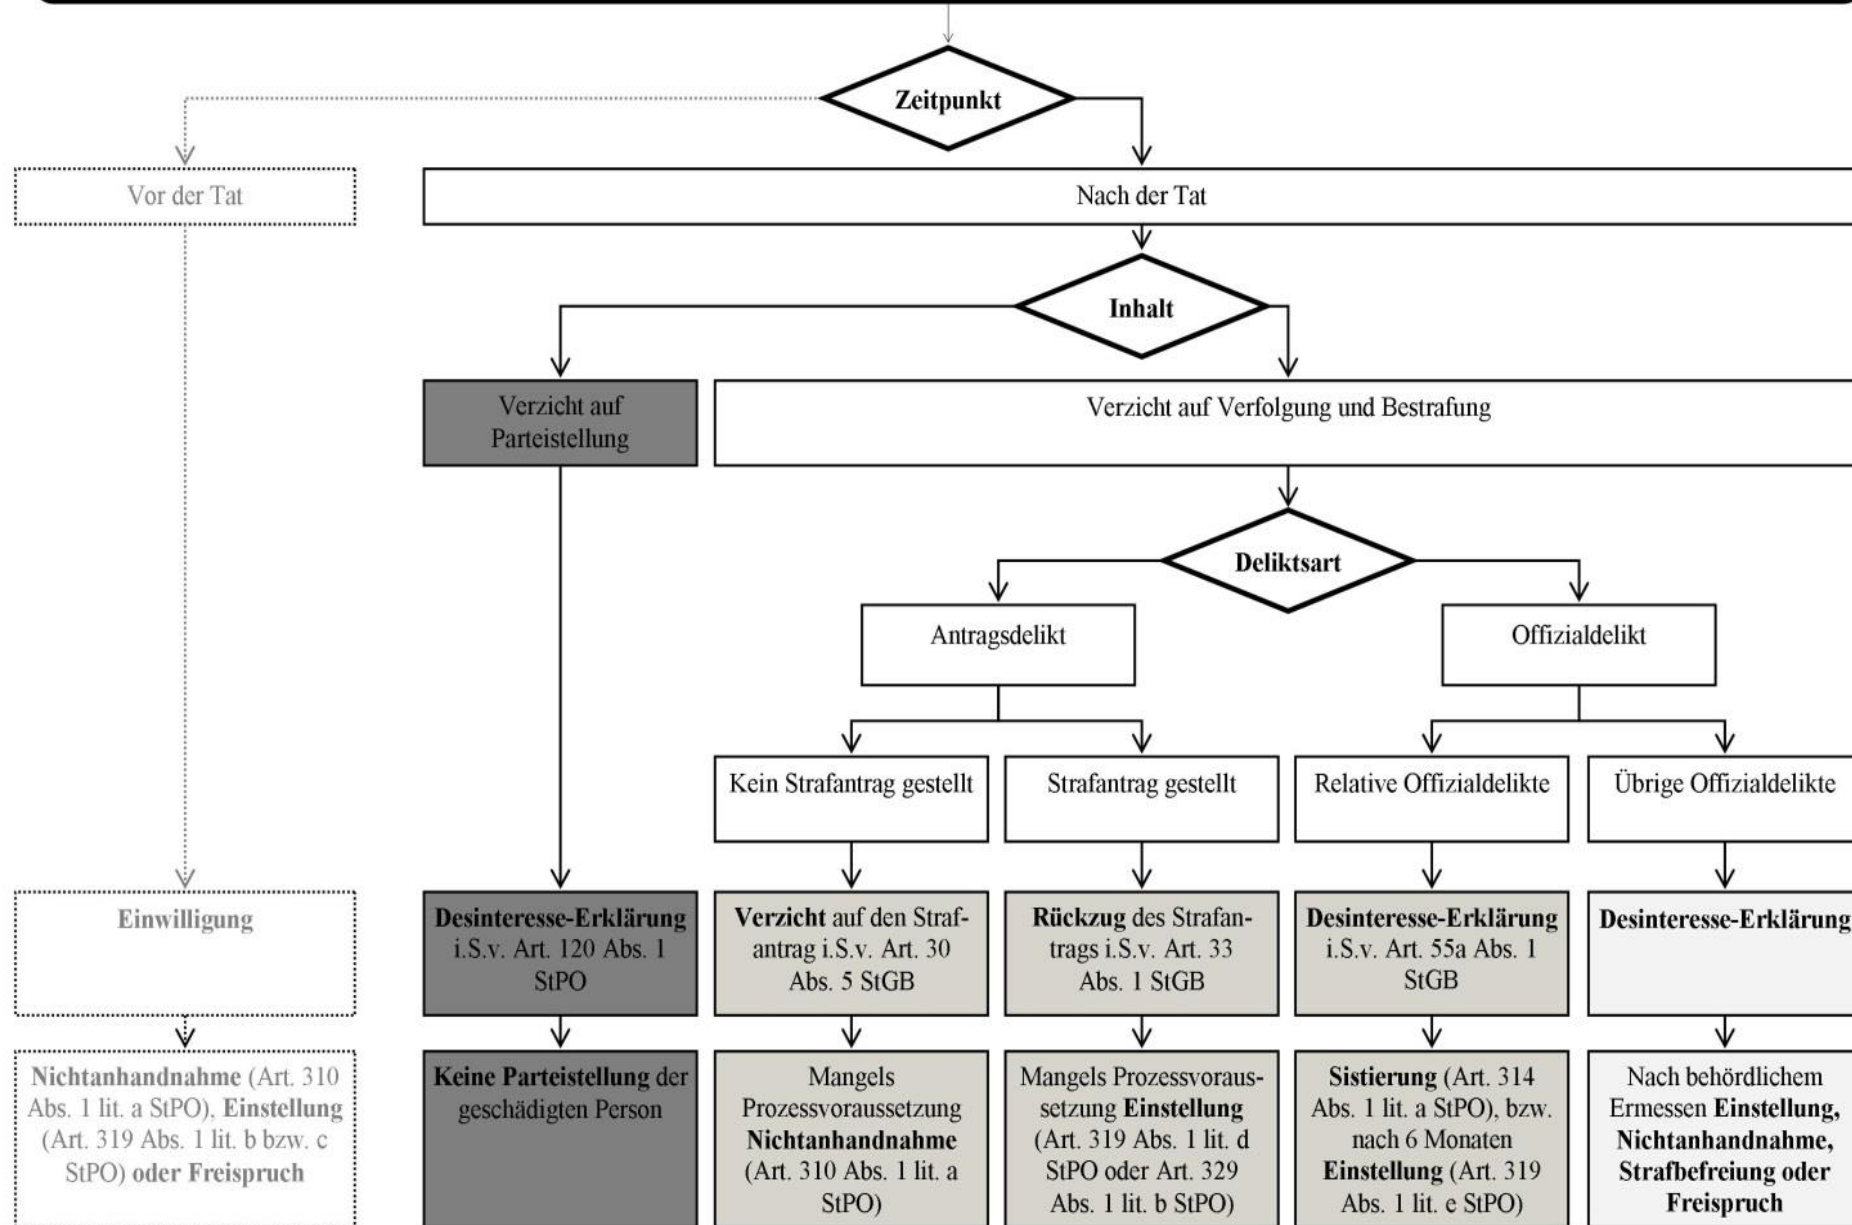 Zeitpunkt
Vor der Tat
Nach der Tat
Inhalt
Verzicht auf
Parteistellung
Verzicht auf Verfolgung und Bestrafung
Deliktsart
Antragsdelikt
Offizialdelikt
Kein Strafantrag gestellt
Strafantrag gestellt
Relative Offizialdelikte
Übrige Offizialdelikte
Einwilligung
Desinteresse-Erklärung
i.S.v. Art. 120 Abs. 1
StPO
Verzicht auf den Straf-
antrag i.S.v. Art. 30
Abs. 5 StGB
Rückzug des Strafan-
trags i.S.v. Art. 33
Abs. 1 StGB
Desinteresse-Erklärung
i.S.v. Art. 55a Abs. 1
StGB
Desinteresse-Erklärung
Nichtanhandnahme (Art. 310
Abs. 1 lit. a StPO), Einstellung
(Art. 319 Abs. 1 lit. b bzw. c
StPO) oder Freispruch
Keine Parteistellung der
geschädigten Person
Mangels
Prozessvoraussetzung
Nichtanhandnahme
(Art. 310 Abs. 1 lit. a
StPO)
Mangels Prozessvoraus-
setzung Einstellung
(Art. 319 Abs. 1 lit. d
StPO oder Art. 329
Abs. 1 lit. b StPO)
Sistierung (Art. 314
Abs. 1 lit. a StPO), bzw.
nach 6 Monaten
Einstellung (Art. 319
Abs. 1 lit. e StPO)
Nach behördlichem
Ermessen Einstellung,
Nichtanhandnahme,
Strafbefreiung oder
Freispruch